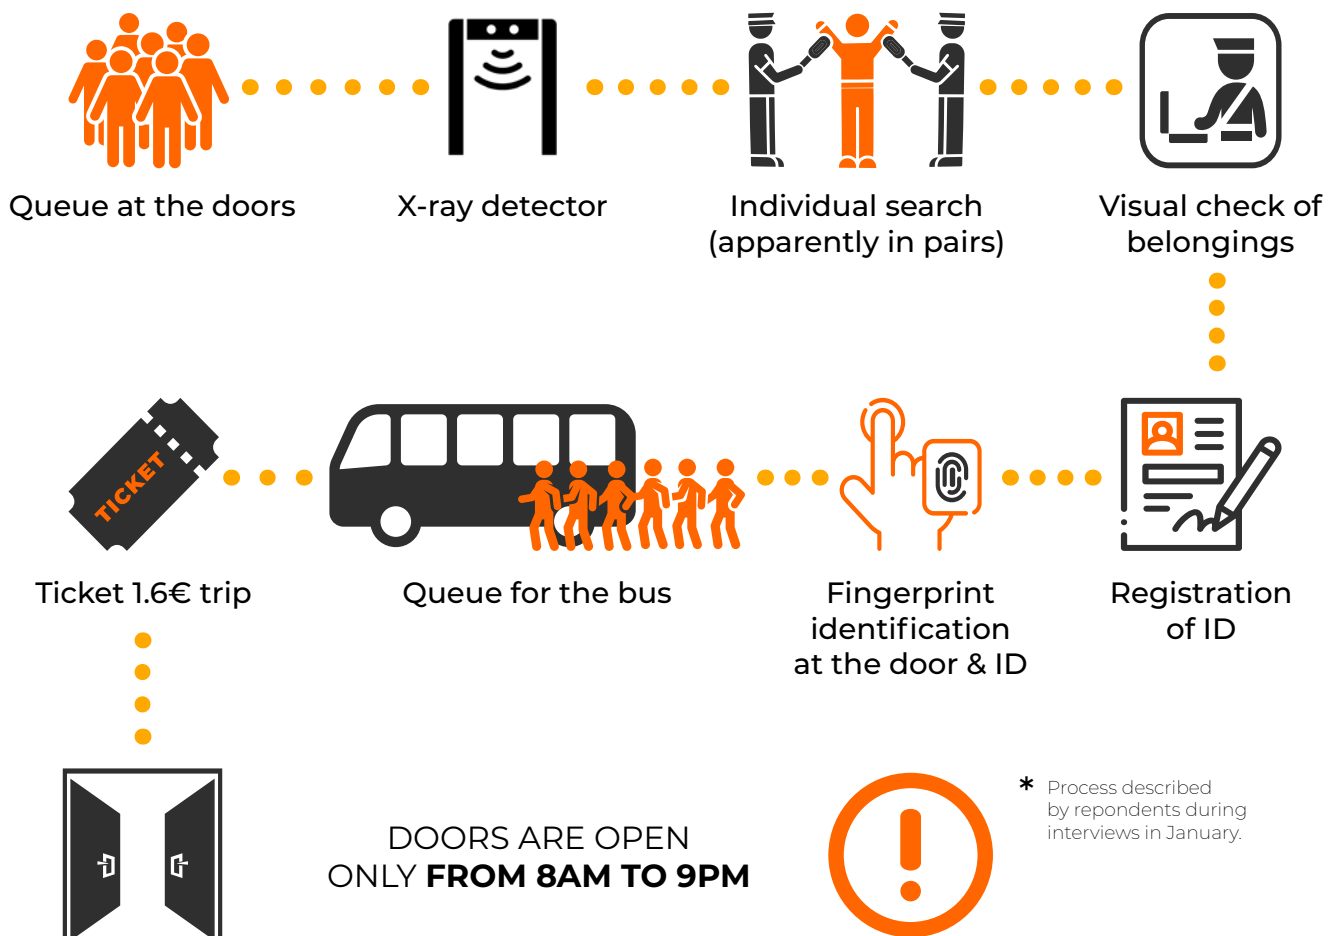 Queue at the doors
X-ray detector
Individual search
(apparently in pairs)
Visual check of
belongings
TICKET
Ticket 1.6€ trip
Queue for the bus
Fingerprint
identification
at the door & ID
Registration
of ID
DOORS ARE OPEN
ONLY FROM 8AM TO 9PM
* Process described
by repondents during
interviews in January.